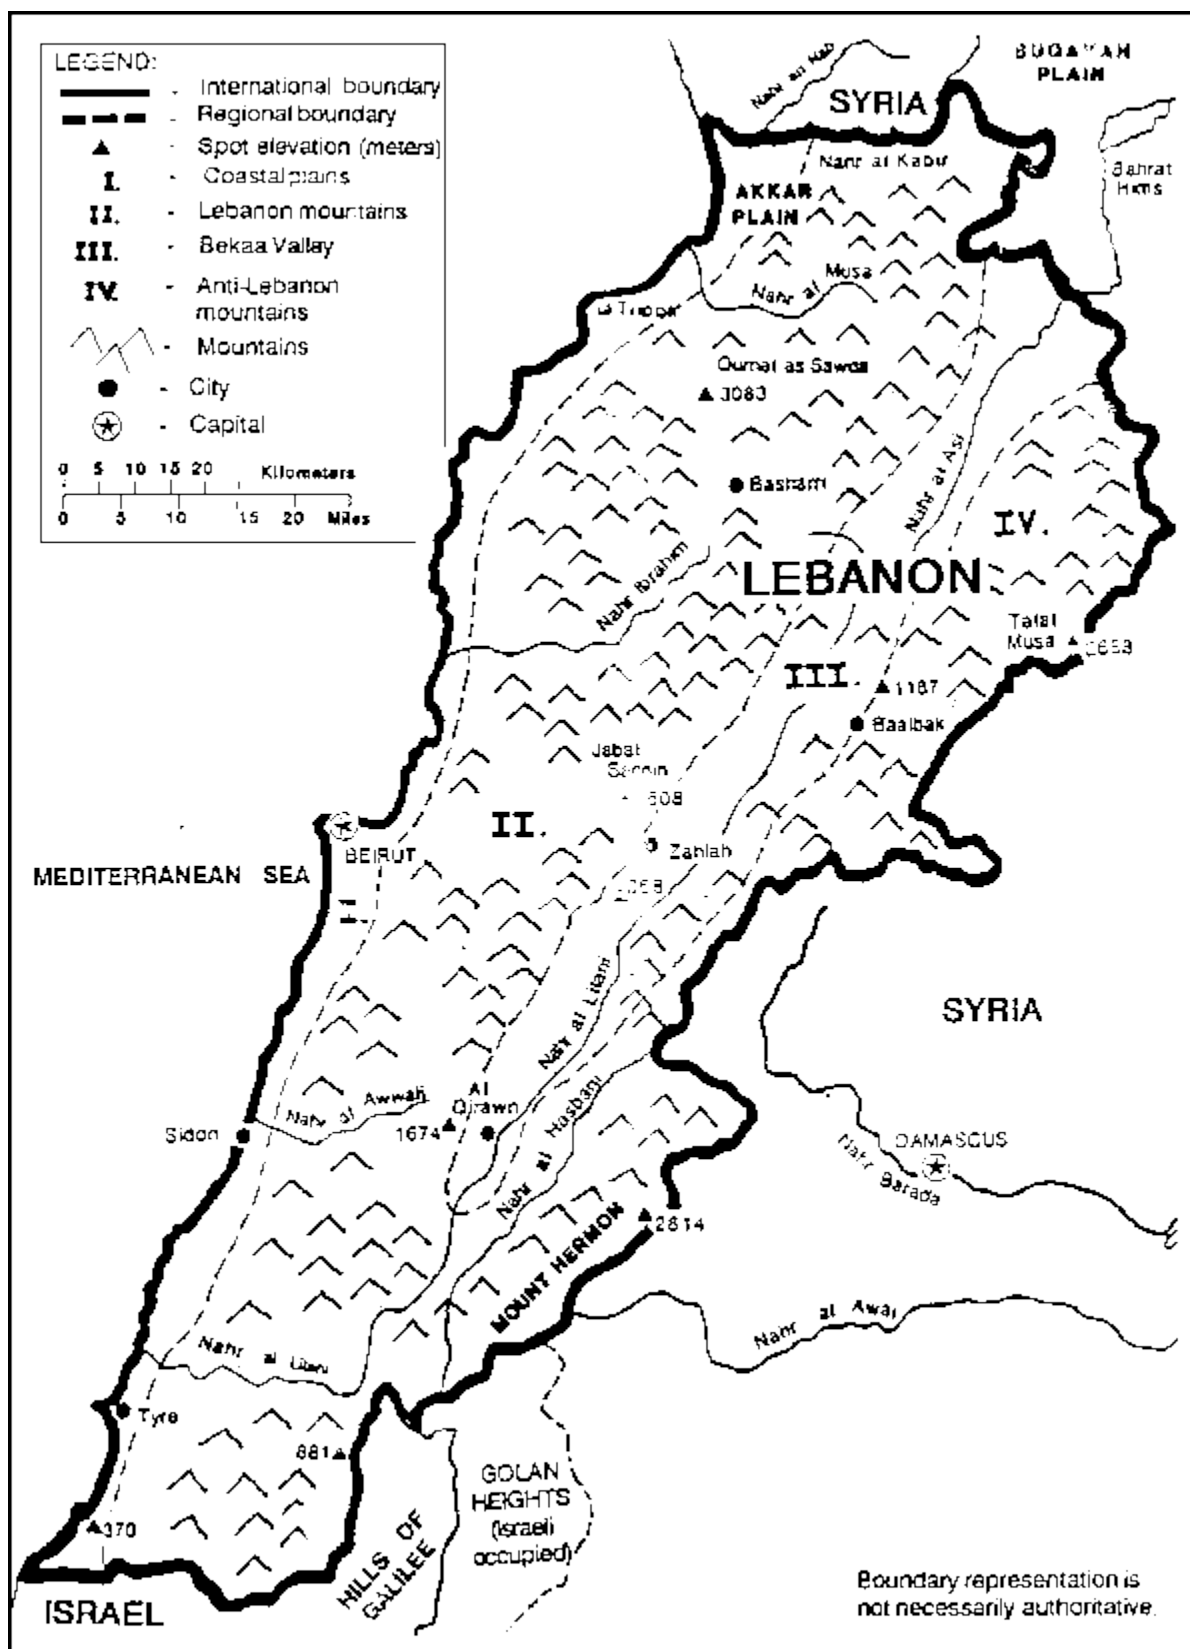 LEGEND:
- International boundary
- Regional boundary
▲ - Spot elevation (meters)
I. - Coastal plains
II. - Lebanon mountains
III. - Bekaa Valley
IV. - Anti-Lebanon
mountains
- Mountains
- City
- Capital
0 5 10 15 20 Kilometers
0 5 10 15 20 Miles
PLAIN
SYRIA
Nahr al Kabir
AKKAR
PLAIN
Bahrat
Nahr al Musa
Qurnat as Sawda
3083
Nahr al Asi
IV.
Nahr Ibrahim
LEBANON
Talat
Musa
III.
1187
Baalbak
II.
Zahlah
BEIRUT
MEDITERRANEAN SEA
SYRIA
Nahr al Litani
Nahr al Hasbani
Al
Qirawn
1674
Nahr al Awwali
Sidon
DAMASCUS
Nahr Barada
2814
MOUNT HERMON
Nahr al Awaj
Nahr al Litani
Tyre
881
370
GOLAN
HEIGHTS
(Israeli
occupied)
HILLS OF
GALILEE
ISRAEL
Boundary representation is
not necessarily authoritative.